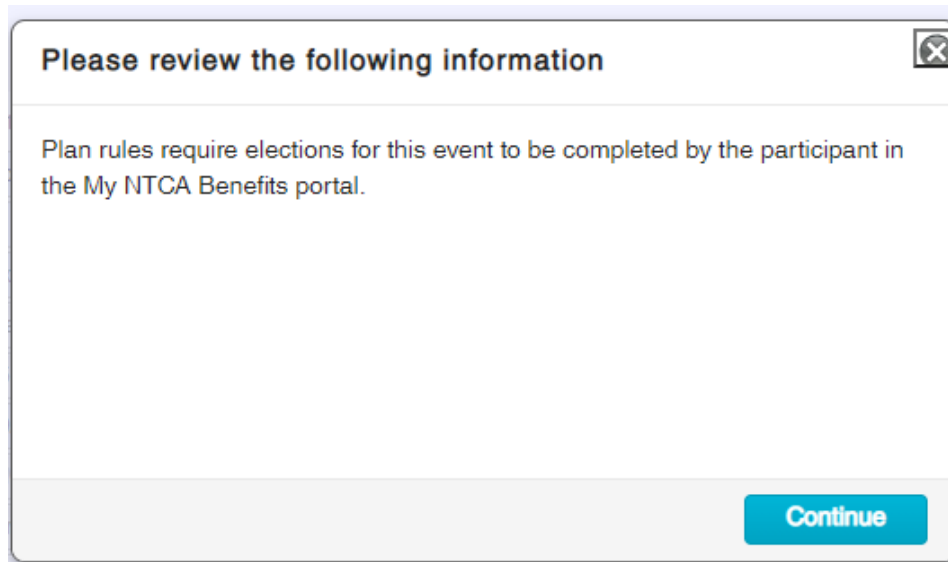 Please review the following information
Plan rules require elections for this event to be completed by the participant in
the My NTCA Benefits portal.
Continue